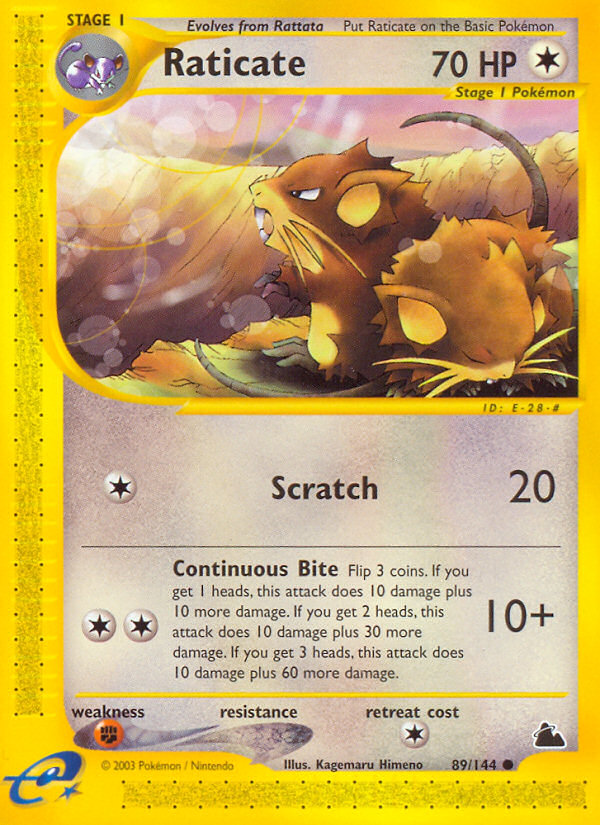 STAGE 1
Evolves from Rattata Put Raticate on the Basic Pokémon
Raticate 70 HP
Stage 1 Pokémon
ID: E-28-#
Scratch 20
Continuous Bite Flip 3 coins. If you
get 1 heads, this attack does 10 damage plus
10 more damage. If you get 2 heads, this
attack does 10 damage plus 30 more
damage. If you get 3 heads, this attack does
10 damage plus 60 more damage.
10+
weakness resistance retreat cost
© 2003 Pokémon / Nintendo Illus. Kagemaru Himeno 89/144
e